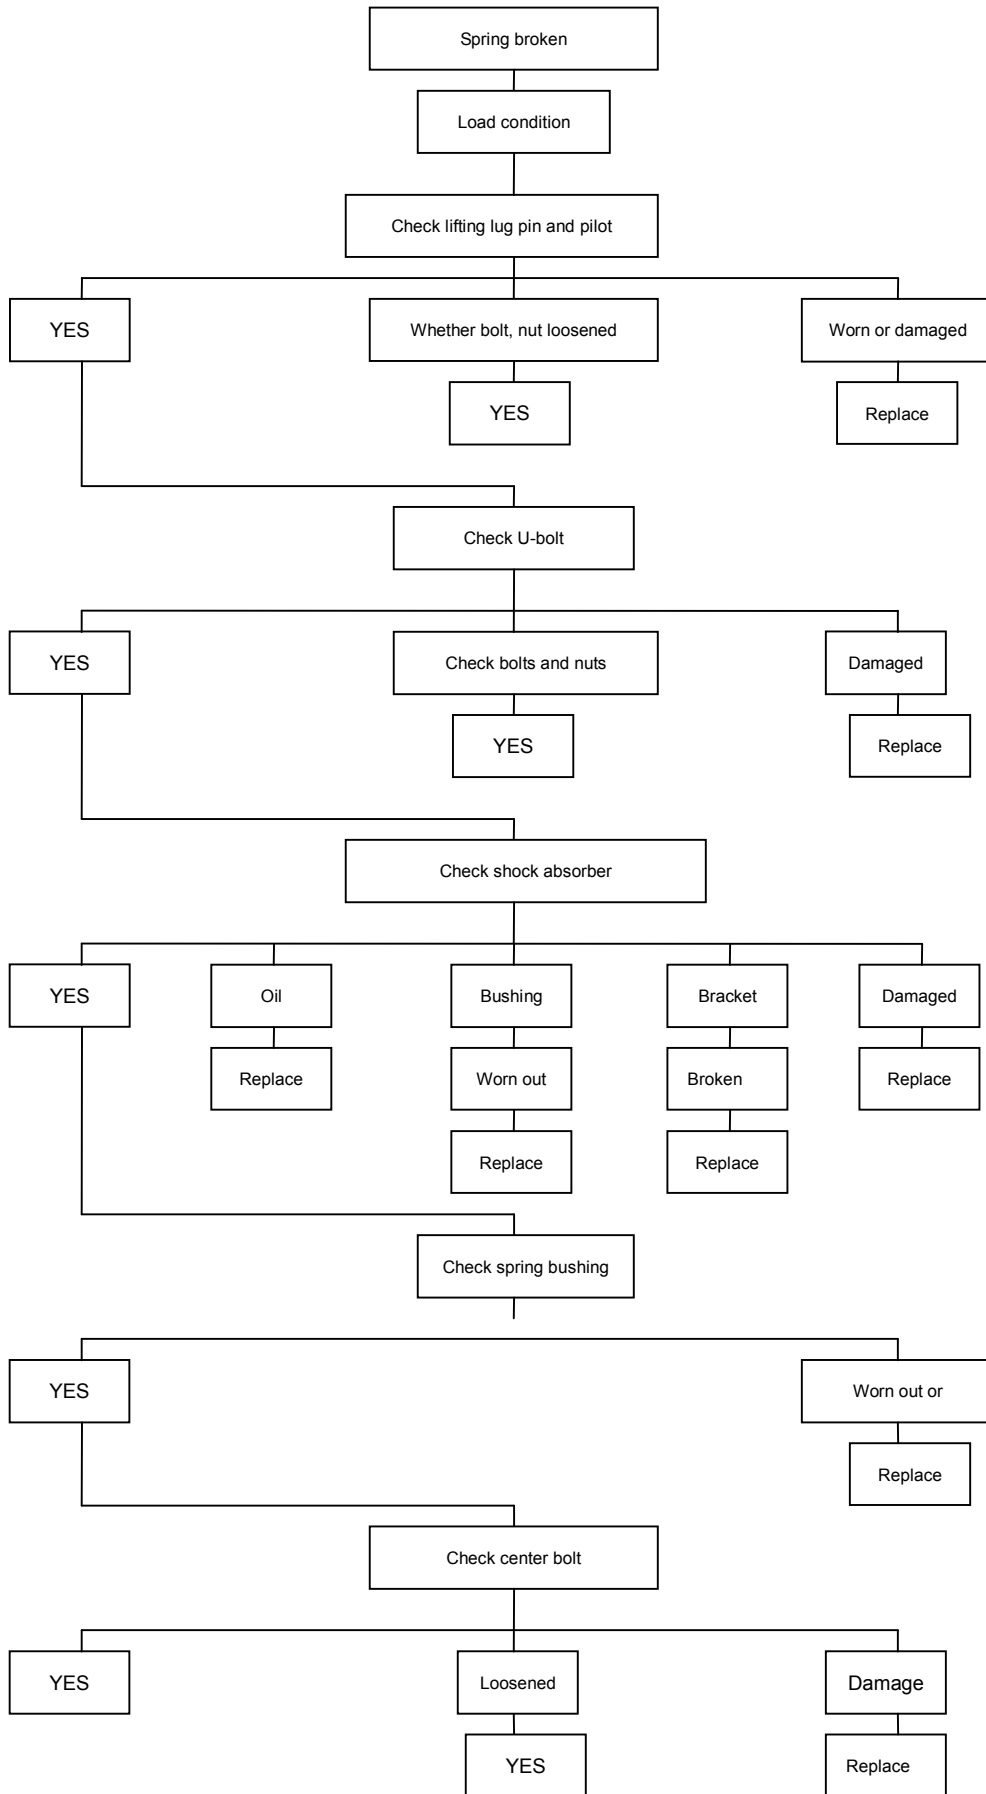 Spring broken
Load condition
Check lifting lug pin and pilot
YES
Whether bolt, nut loosened
Worn or damaged
YES
Replace
Check U-bolt
YES
Check bolts and nuts
Damaged
YES
Replace
Check shock absorber
YES
Oil
Bushing
Bracket
Damaged
Replace
Worn out
Broken
Replace
Replace
Replace
Check spring bushing
YES
Worn out or
Replace
Check center bolt
YES
Loosened
Damage
YES
Replace